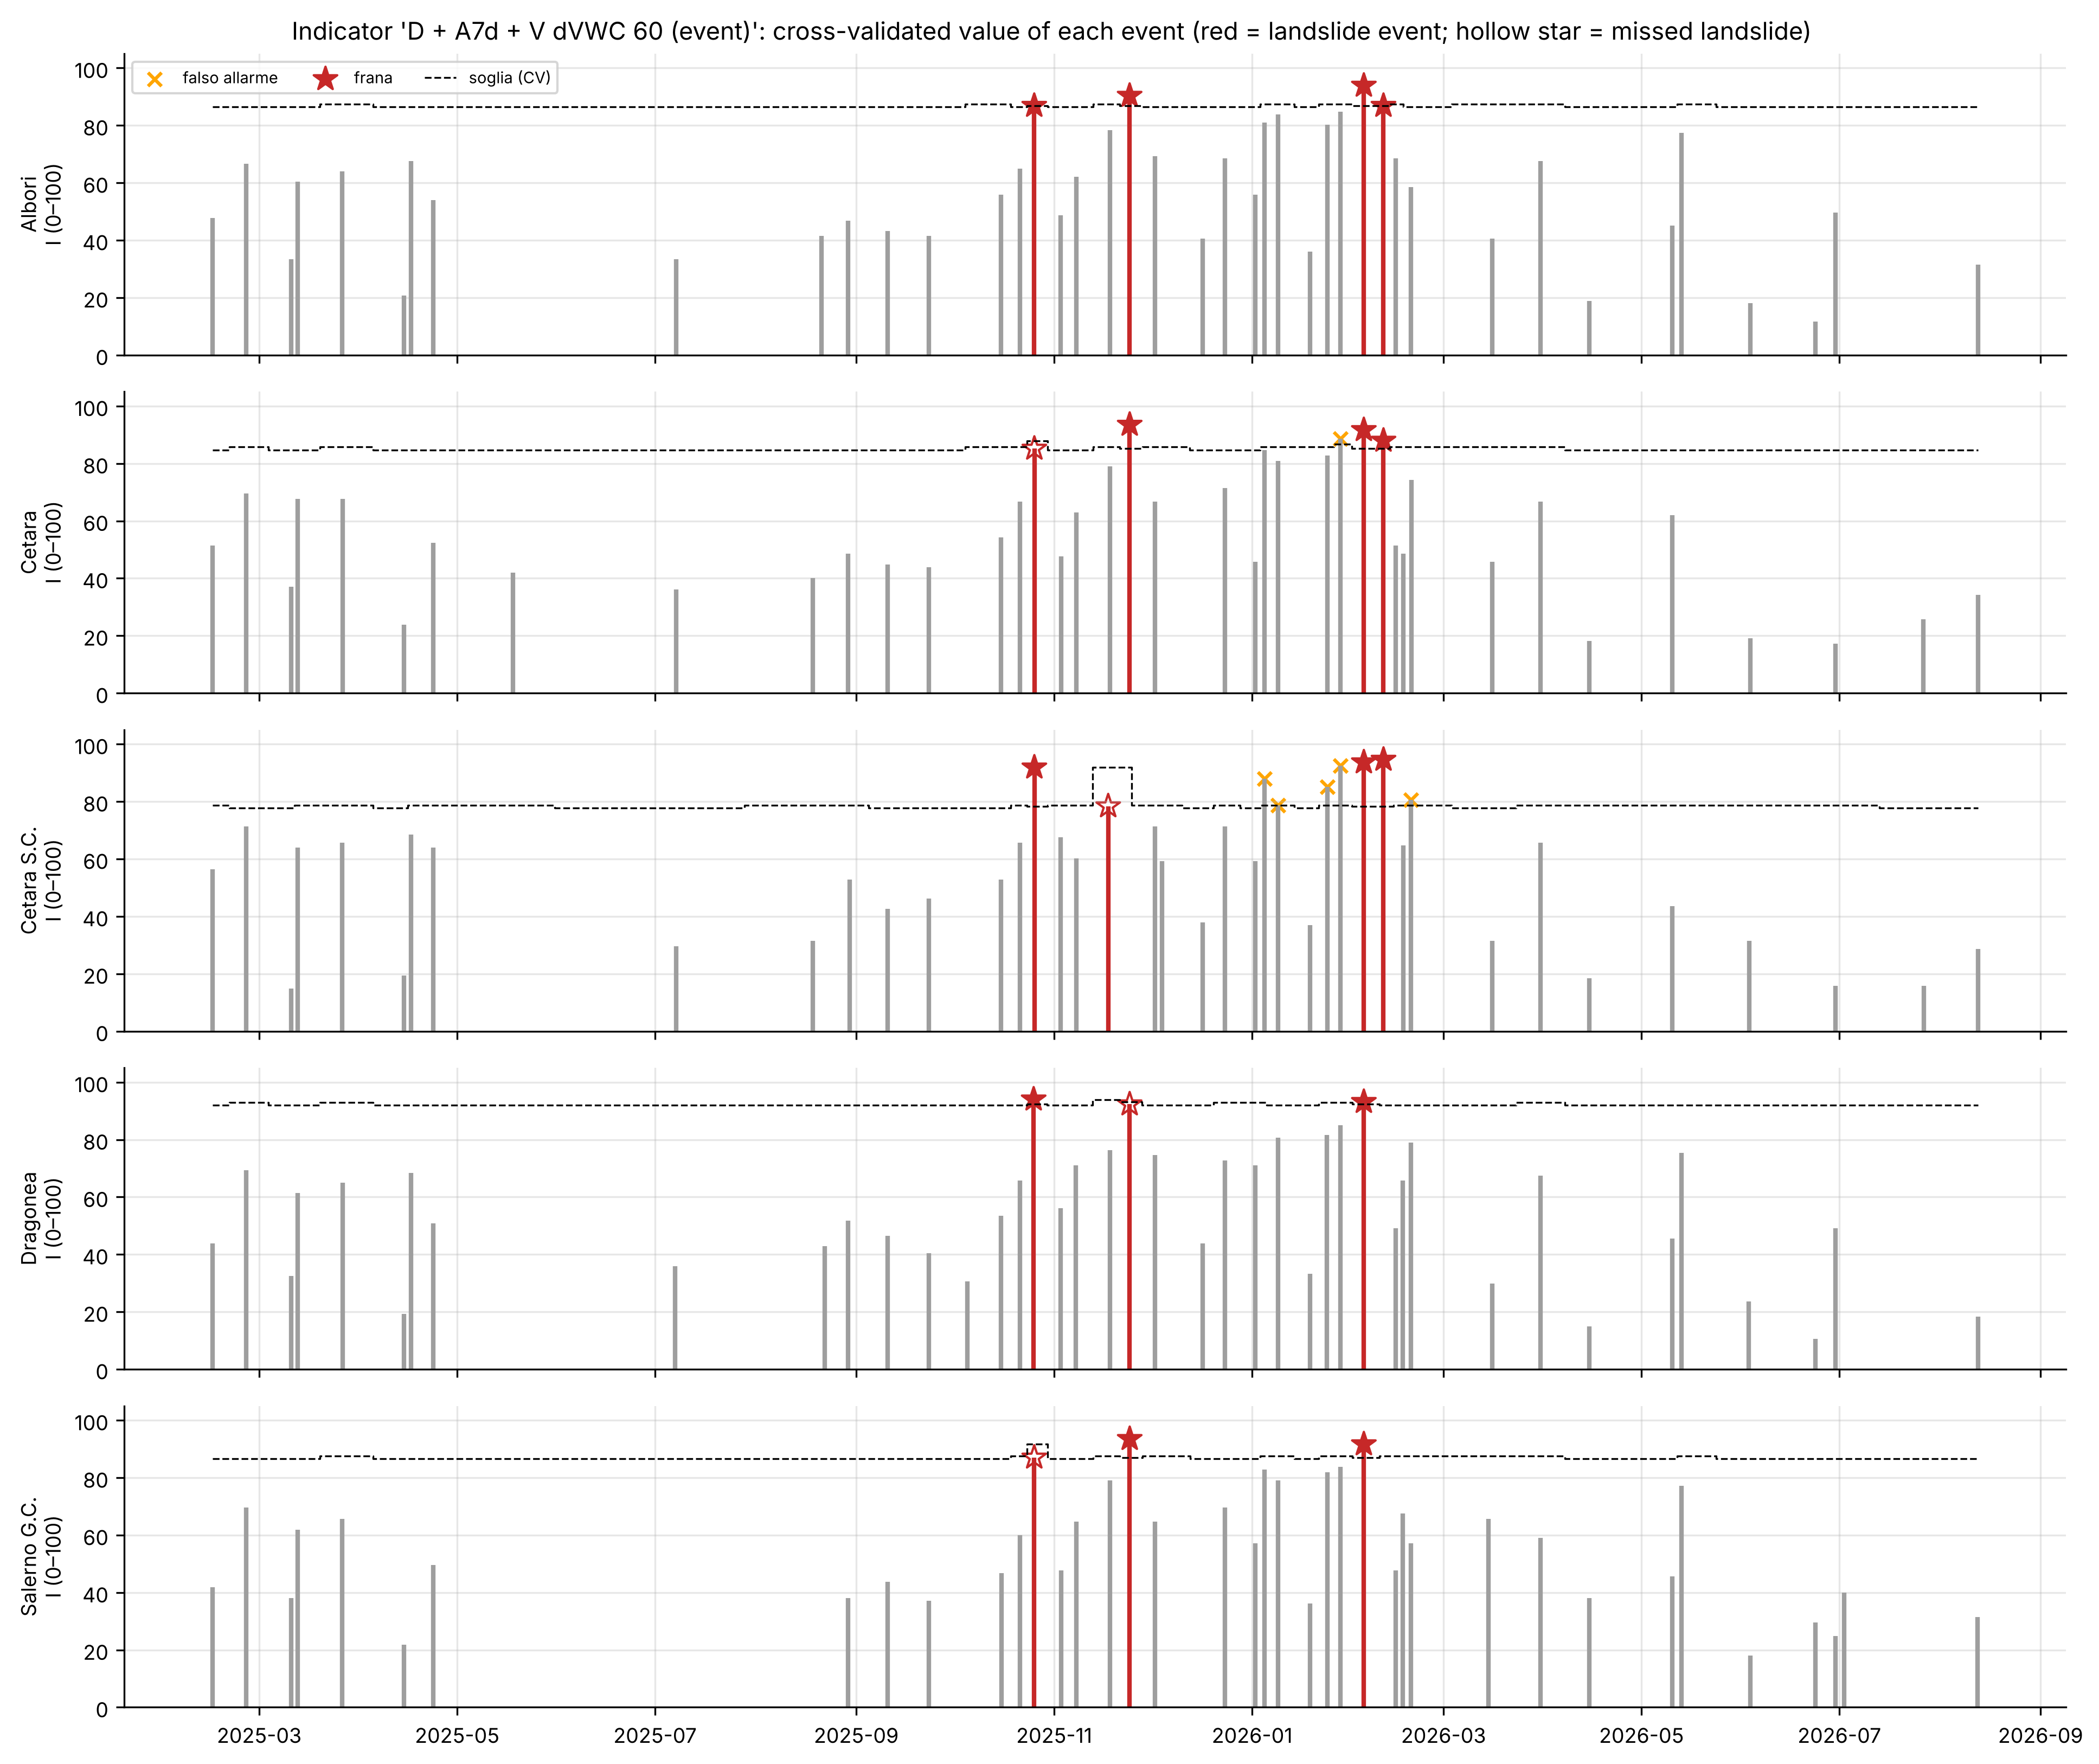 Indicator 'D + A7d + V dVWC 60 (event)': cross-validated value of each event (red = landslide event; hollow star = missed landslide)
falso allarme frana soglia (CV)
Albori
I (0–100)
100
80
60
40
20
0
Cetara
I (0–100)
100
80
60
40
20
0
Cetara S.C.
I (0–100)
100
80
60
40
20
0
Dragonea
I (0–100)
100
80
60
40
20
0
Salerno G.C.
I (0–100)
100
80
60
40
20
0
2025-03 2025-05 2025-07 2025-09 2025-11 2026-01 2026-03 2026-05 2026-07 2026-09